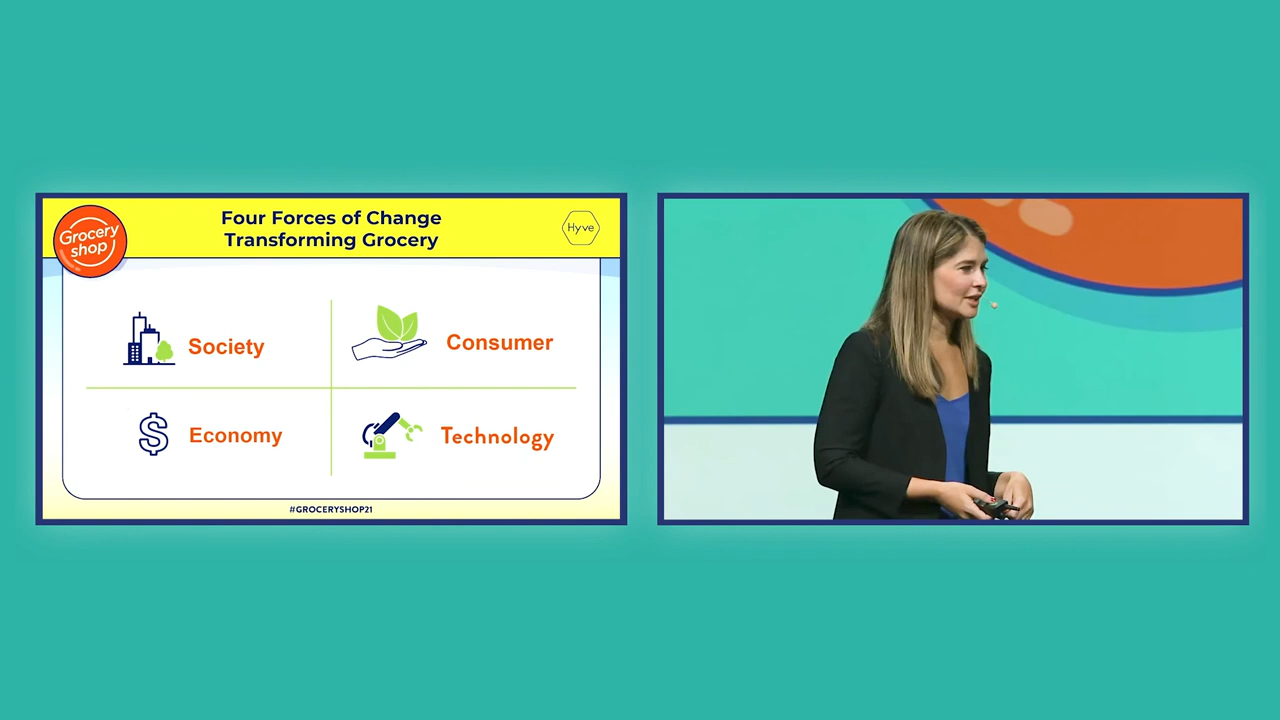 Four Forces of Change
Transforming Grocery
Grocery
shop
Hyve
Society
Consumer
Economy
Technology
#GROCERYSHOP21